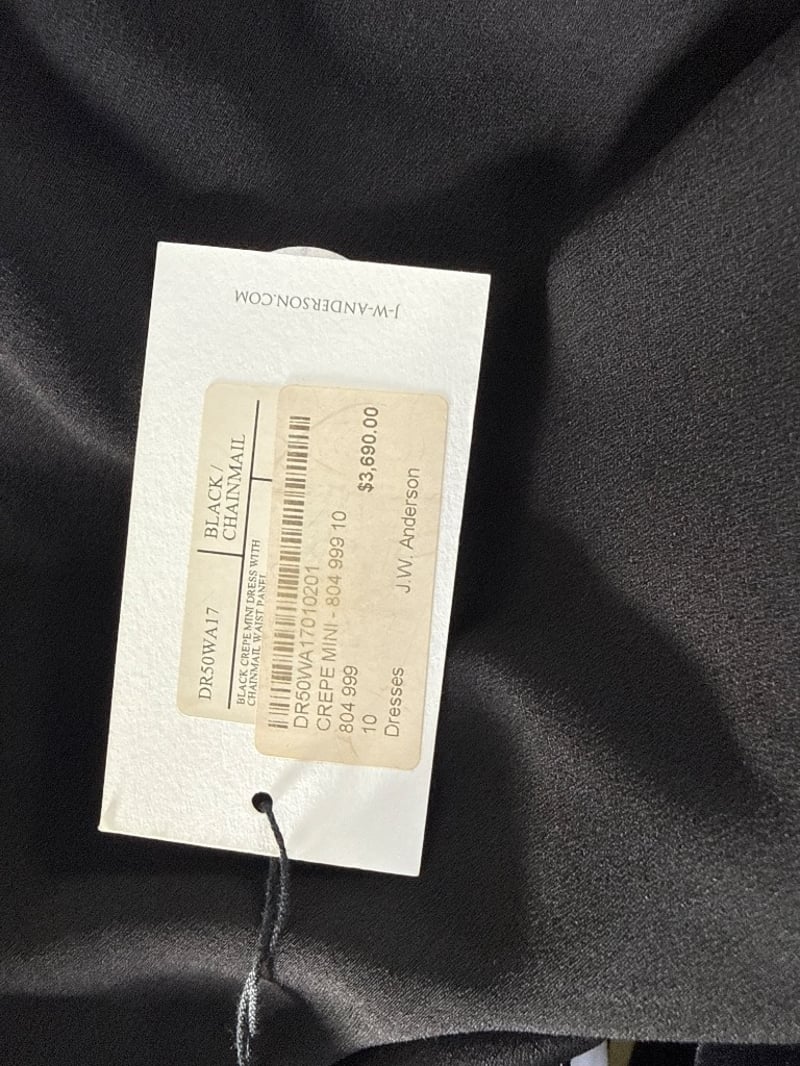 J-W-ANDERSON.COM
DR50WA17
BLACK /
CHAINMAIL
BLACK CREPE MINI DRESS WITH
CHAINMAIL WAIST PANEL
DR50WA17010201
CREPE MINI - 804 999 10
804 999
$3,690.00
10
Dresses
J.W. Anderson